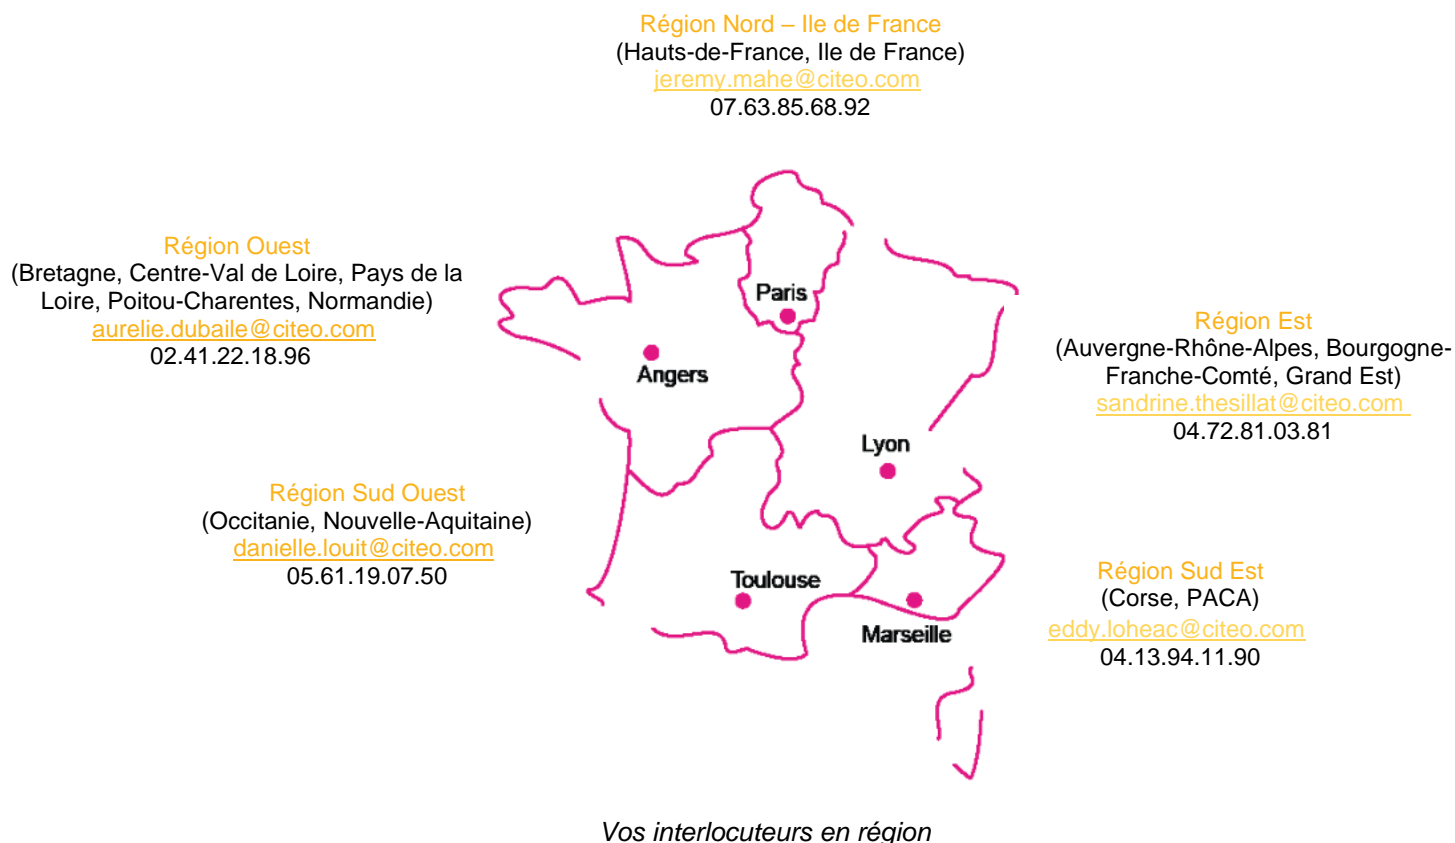 Région Nord – Ile de France
(Hauts-de-France, Ile de France)
jeremy.mahe@citeo.com
07.63.85.68.92
Région Ouest
(Bretagne, Centre-Val de Loire, Pays de la
Loire, Poitou-Charentes, Normandie)
aurelie.dubaile@citeo.com
02.41.22.18.96
Paris
Angers
Région Est
(Auvergne-Rhône-Alpes, Bourgogne-
Franche-Comté, Grand Est)
sandrine.thesillat@citeo.com
04.72.81.03.81
Lyon
Région Sud Ouest
(Occitanie, Nouvelle-Aquitaine)
danielle.louit@citeo.com
05.61.19.07.50
Toulouse
Marseille
Région Sud Est
(Corse, PACA)
eddy.loheac@citeo.com
04.13.94.11.90
Vos interlocuteurs en région